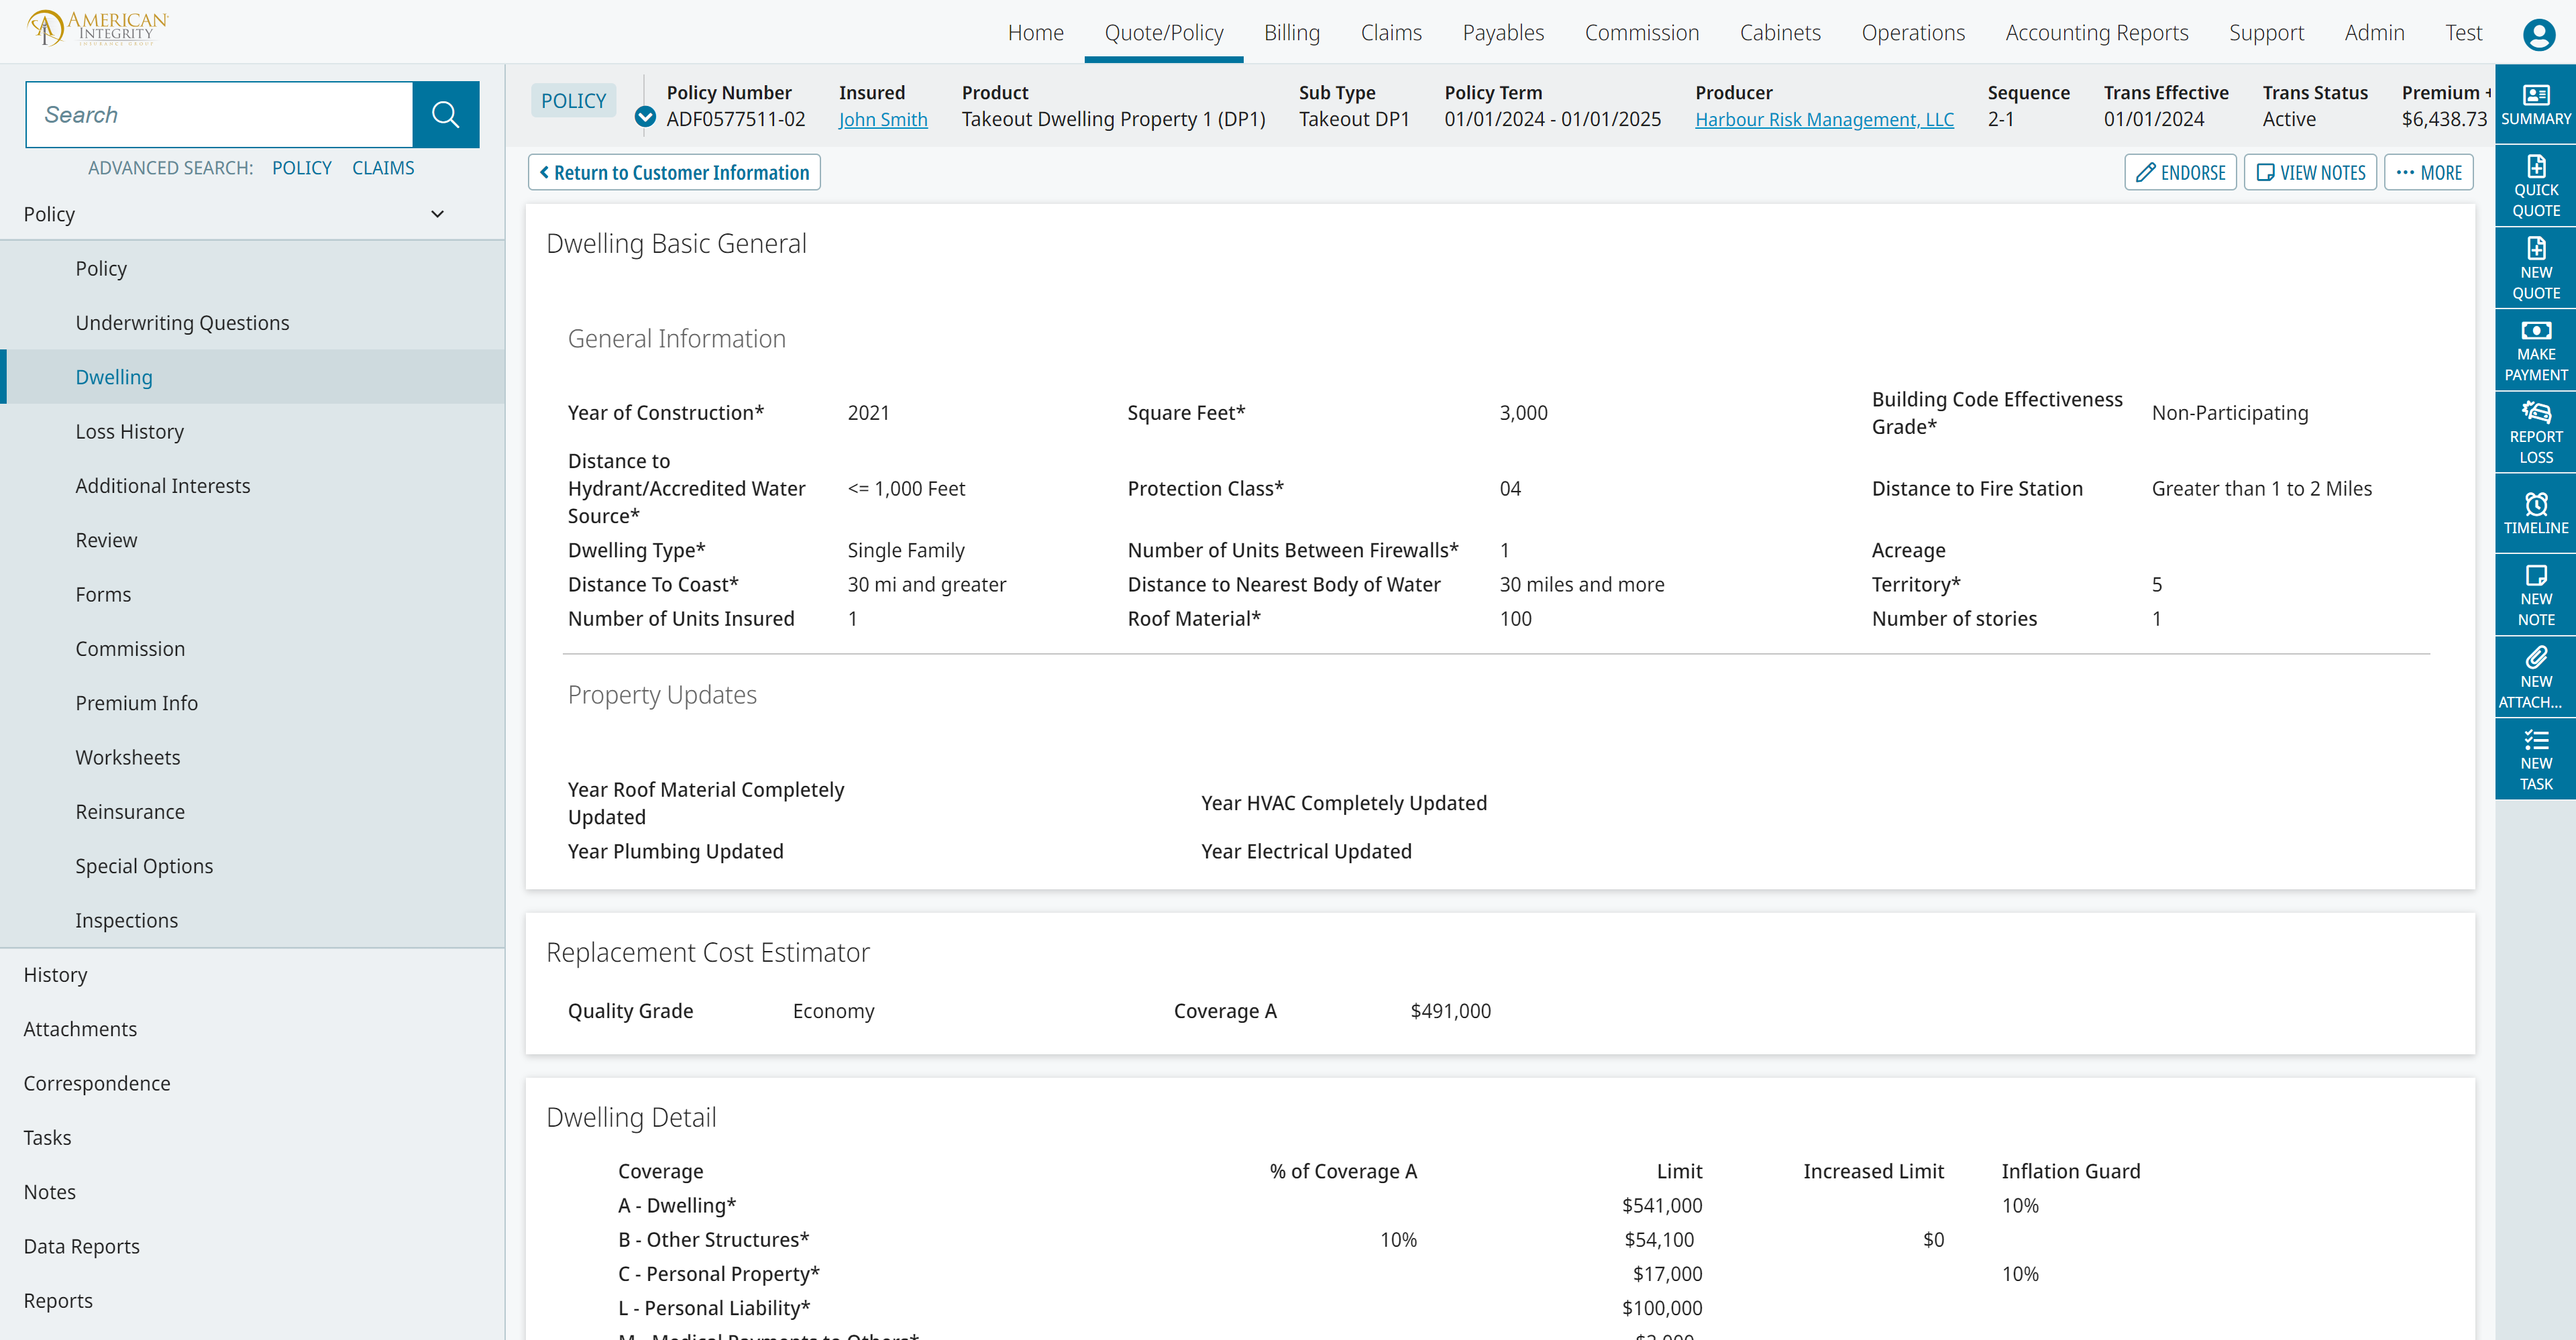 AMERICAN
INTEGRITY
INSURANCE GROUP
Home Quote/Policy Billing Claims Payables Commission Cabinets Operations Accounting Reports Support Admin Test
Search
ADVANCED SEARCH: POLICY CLAIMS
Policy
Policy
Underwriting Questions
Dwelling
Loss History
Additional Interests
Review
Forms
Commission
Premium Info
Worksheets
Reinsurance
Special Options
Inspections
History
Attachments
Correspondence
Tasks
Notes
Data Reports
Reports
POLICY
Policy Number Insured Product Sub Type Policy Term Producer Sequence Trans Effective Trans Status Premium +
ADF0577511-02 John Smith Takeout Dwelling Property 1 (DP1) Takeout DP1 01/01/2024 - 01/01/2025 Harbour Risk Management, LLC 2-1 01/01/2024 Active $6,438.73
Return to Customer Information
ENDORSE VIEW NOTES MORE
Dwelling Basic General
General Information
Year of Construction* 2021 Square Feet* 3,000 Building Code Effectiveness
Grade* Non-Participating
Distance to
Hydrant/Accredited Water
Source* <= 1,000 Feet Protection Class* 04 Distance to Fire Station Greater than 1 to 2 Miles
Dwelling Type* Single Family Number of Units Between Firewalls* 1 Acreage
Distance To Coast* 30 mi and greater Distance to Nearest Body of Water 30 miles and more Territory* 5
Number of Units Insured 1 Roof Material* 100 Number of stories 1
Property Updates
Year Roof Material Completely
Updated Year HVAC Completely Updated
Year Plumbing Updated Year Electrical Updated
Replacement Cost Estimator
Quality Grade Economy Coverage A $491,000
Dwelling Detail
Coverage % of Coverage A Limit Increased Limit Inflation Guard
A - Dwelling* $541,000 10%
B - Other Structures* 10% $54,100 $0
C - Personal Property* $17,000 10%
L - Personal Liability* $100,000
M - Medical Payments to Others* $2,000
SUMMARY
QUICK
QUOTE
NEW
QUOTE
MAKE
PAYMENT
REPORT
LOSS
TIMELINE
NEW
NOTE
NEW
ATTACH...
NEW
TASK